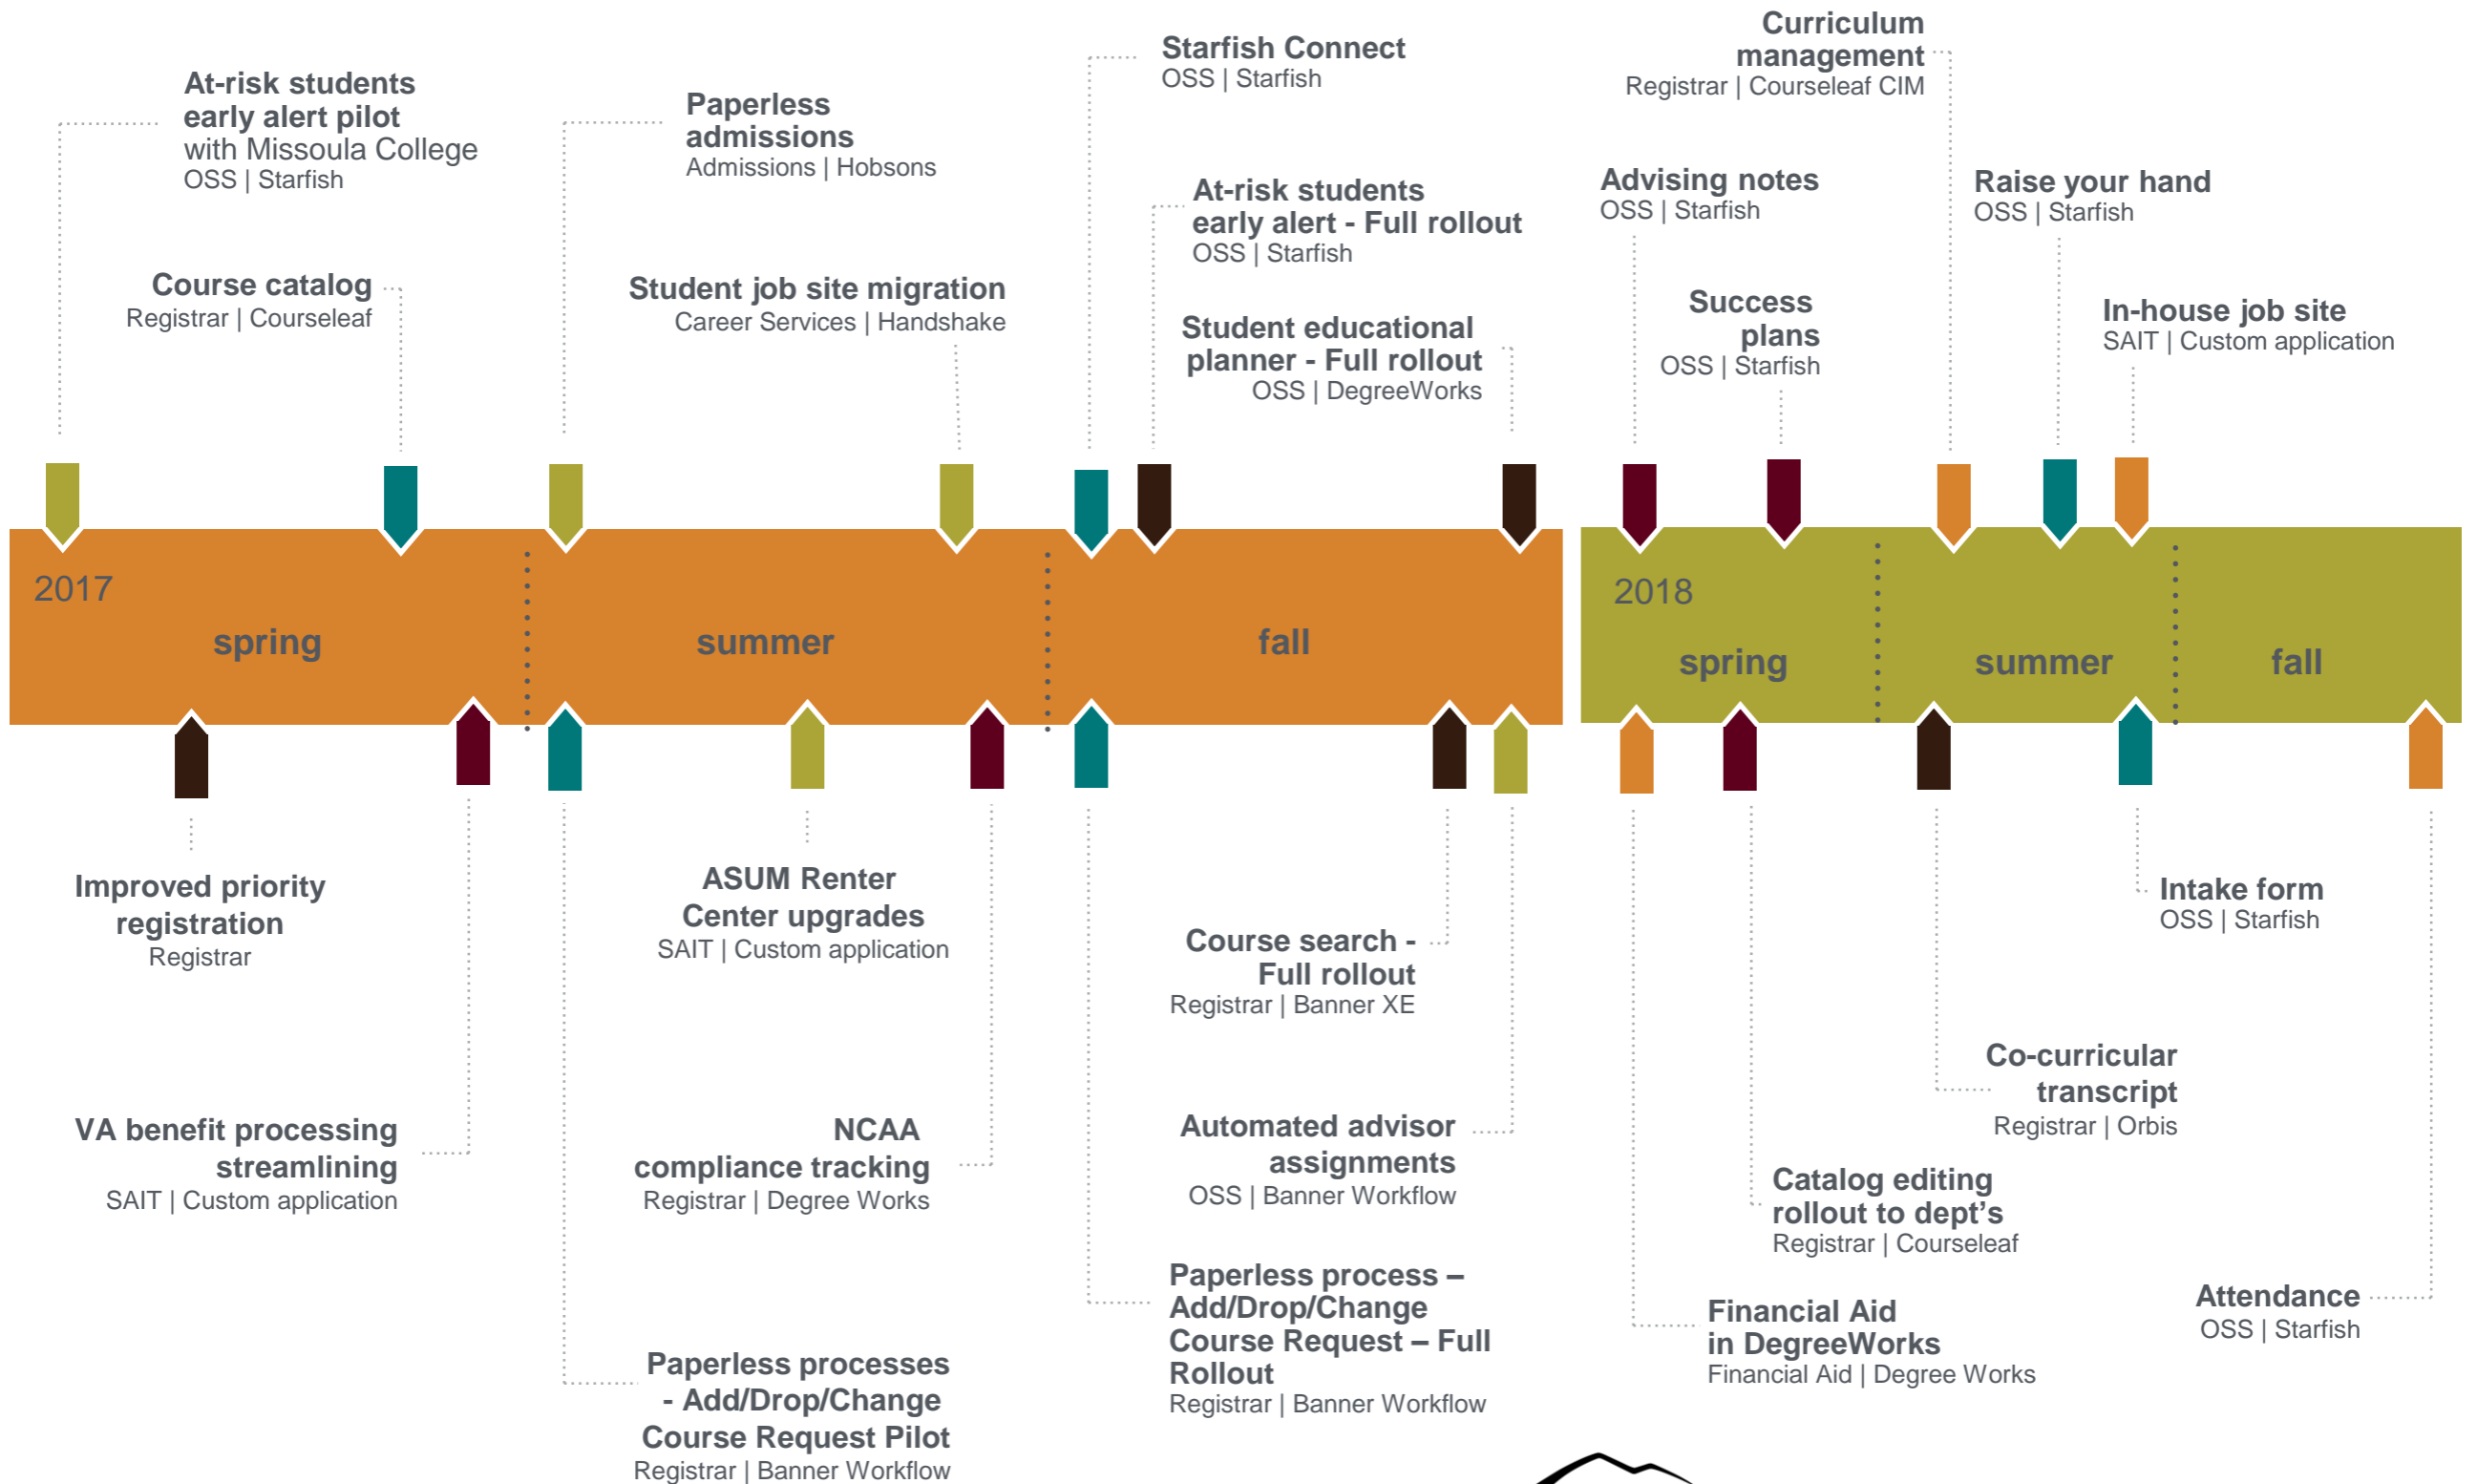 At-risk students
early alert pilot
with Missoula College
OSS | Starfish
Course catalog
Registrar | Courseleaf
Paperless
admissions
Admissions | Hobsons
Student job site migration
Career Services | Handshake
Starfish Connect
OSS | Starfish
At-risk students
early alert - Full rollout
OSS | Starfish
Student educational
planner - Full rollout
OSS | DegreeWorks
Curriculum
management
Registrar | Courseleaf CIM
Advising notes
OSS | Starfish
Success
plans
OSS | Starfish
Raise your hand
OSS | Starfish
In-house job site
SAIT | Custom application
2017
spring
summer
fall
2018
spring
summer
fall
Improved priority
registration
Registrar
VA benefit processing
streamlining
SAIT | Custom application
Paperless processes
- Add/Drop/Change
Course Request Pilot
Registrar | Banner Workflow
ASUM Renter
Center upgrades
SAIT | Custom application
NCAA
compliance tracking
Registrar | Degree Works
Course search -
Full rollout
Registrar | Banner XE
Automated advisor
assignments
OSS | Banner Workflow
Paperless process –
Add/Drop/Change
Course Request – Full
Rollout
Registrar | Banner Workflow
Financial Aid
in DegreeWorks
Financial Aid | Degree Works
Catalog editing
rollout to dept's
Registrar | Courseleaf
Co-curricular
transcript
Registrar | Orbis
Intake form
OSS | Starfish
Attendance
OSS | Starfish